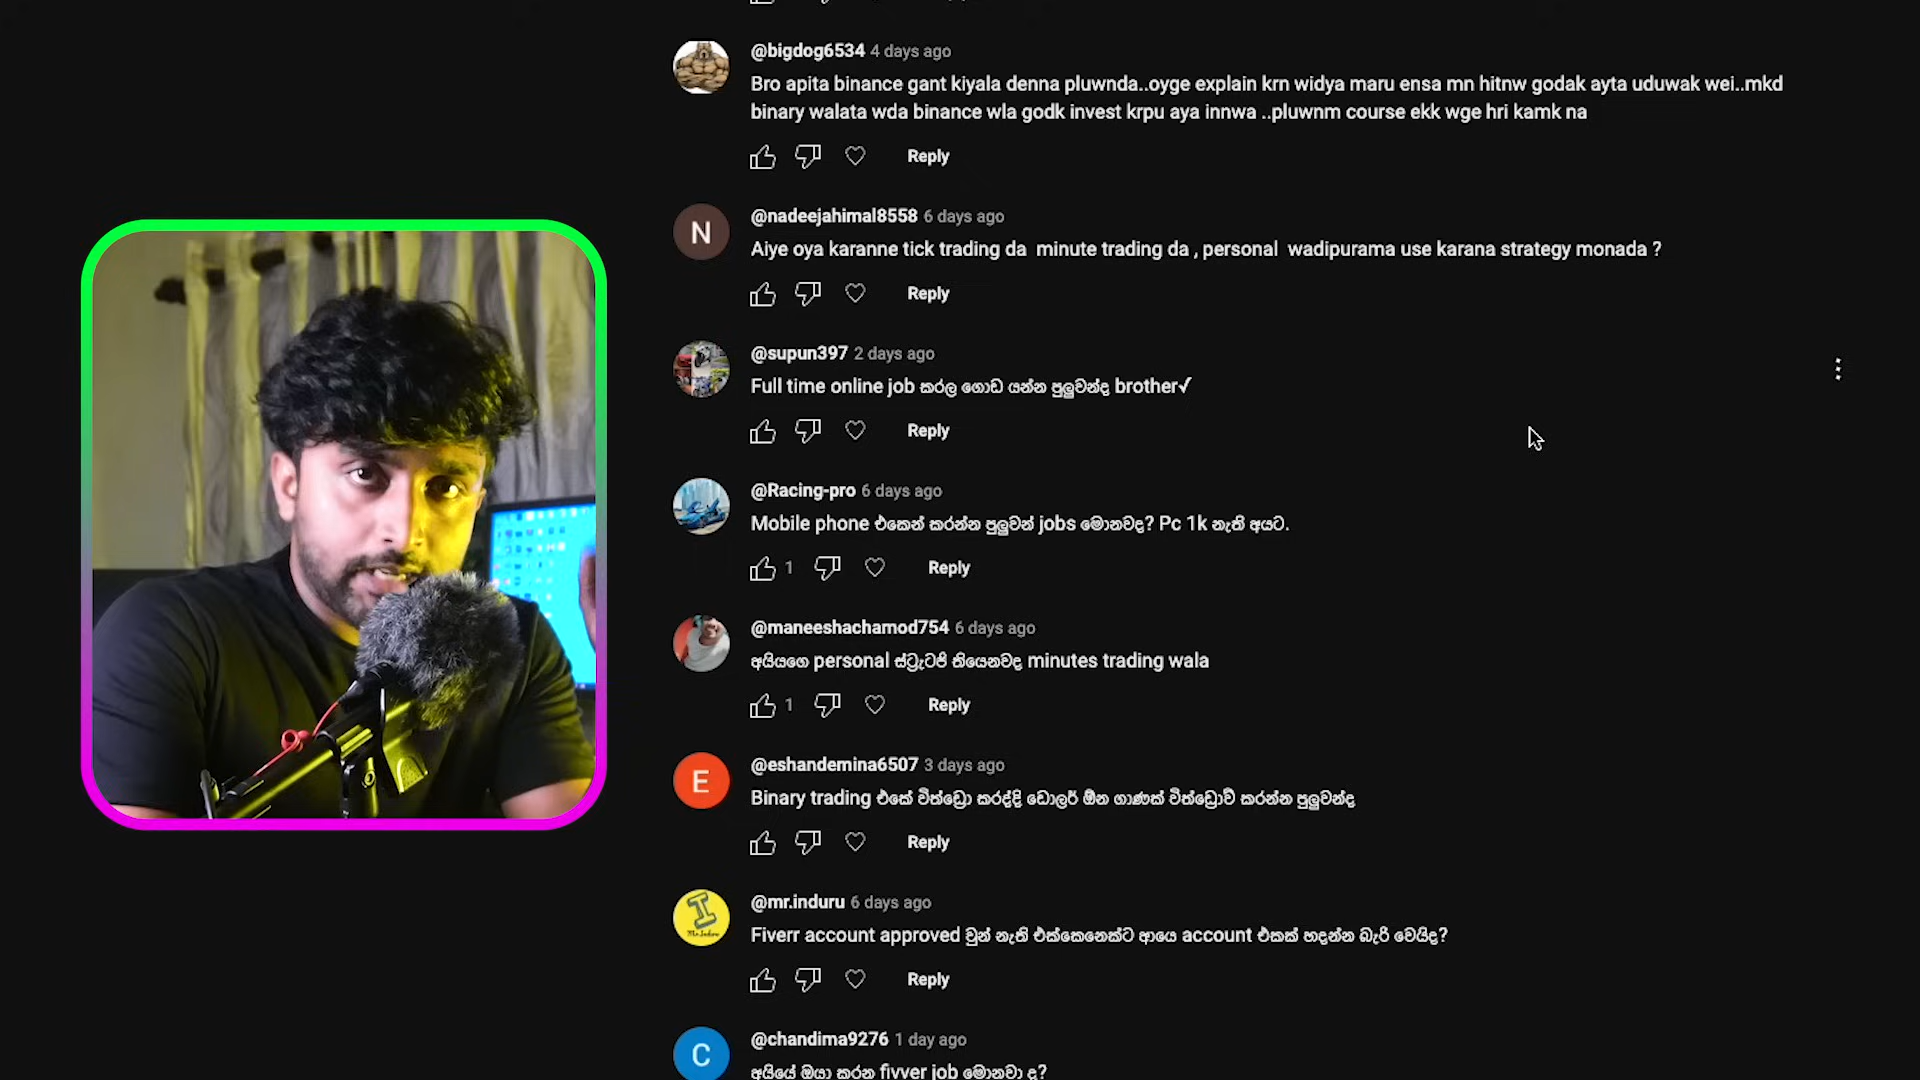 @bigdog6534 4 days ago
Bro apita binance gant kiyala denna pluwnda..oyge explain krn widya maru ensa mn hitnw godak ayta uduwak wei..mkd
binary walata wda binance wla godk invest krpu aya innwa ..pluwnm course ekk wge hri kamk na
Reply
N
@nadeejahimal8558 6 days ago
Aiye oya karanne tick trading da minute trading da , personal wadipurama use karana strategy monada ?
Reply
@supun397 2 days ago
Full time online job කරල ගොඩ යන්න පුලුවන්ද brother✓
Reply
@Racing-pro 6 days ago
Mobile phone එකෙන් කරන්න පුලුවන් jobs මොනවද? Pc 1k නැති අයට.
1
Reply
@maneeshachamod754 6 days ago
අයියගෙ personal ස්ට්‍රැටජි තියෙනවද minutes trading wala
1
Reply
E
@eshandemina6507 3 days ago
Binary trading එකේ විත්ඩ්‍රො කරද්දි ඩොලර් ඕන ගාණක් විත්ඩ්‍රොව් කරන්න පුලුවන්ද
Reply
I
Mr.Induru
@mr.induru 6 days ago
Fiverr account approved වුන් නැති එක්කෙනෙක්ට ආයෙ account එකක් හදන්න බැරි වෙයිද?
Reply
C
@chandima9276 1 day ago
අයියේ ඔයා කරන fivver job මොනවා ද?